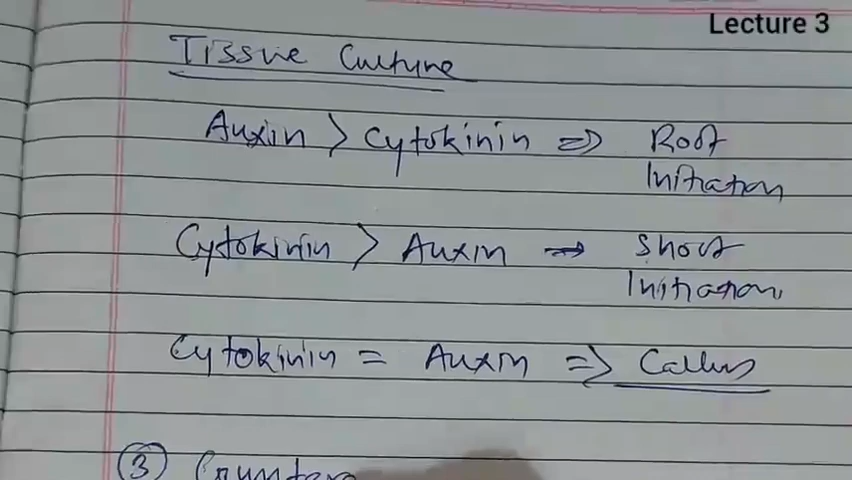 Lecture 3
Tissue Culture
Auxin > Cytokinin => Root
Initiation
Cytokinin > Auxin → Shoot
Initiation
Cytokinin = Auxin => Callus
③